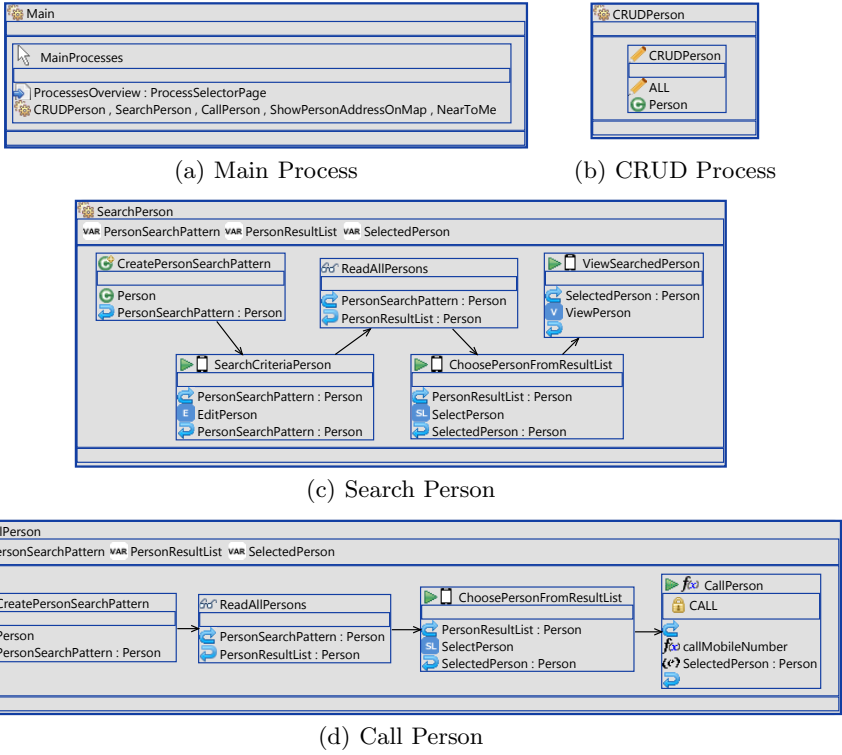 Main
MainProcesses
ProcessesOverview : ProcessSelectorPage
CRUDPerson , SearchPerson , CallPerson , ShowPersonAddressOnMap , NearToMe
(a) Main Process
CRUDPerson
CRUDPerson
ALL
C Person
(b) CRUD Process
SearchPerson
VAR PersonSearchPattern VAR PersonResultList VAR SelectedPerson
C CreatePersonSearchPattern
C Person
PersonSearchPattern : Person
ReadAllPersons
PersonSearchPattern : Person
PersonResultList : Person
ViewSearchedPerson
SelectedPerson : Person
V ViewPerson
SearchCriteriaPerson
PersonSearchPattern : Person
E EditPerson
PersonSearchPattern : Person
ChoosePersonFromResultList
PersonResultList : Person
SL SelectPerson
SelectedPerson : Person
(c) Search Person
llPerson
ersonSearchPattern VAR PersonResultList VAR SelectedPerson
CreatePersonSearchPattern
Person
PersonSearchPattern : Person
ReadAllPersons
PersonSearchPattern : Person
PersonResultList : Person
ChoosePersonFromResultList
PersonResultList : Person
SL SelectPerson
SelectedPerson : Person
f(x) CallPerson
CALL
f(x) callMobileNumber
(e) SelectedPerson : Person
(d) Call Person